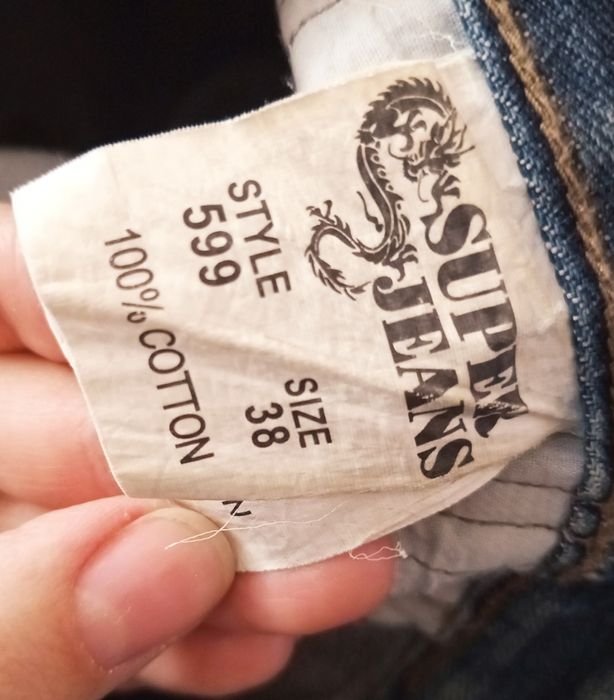 SUPER
JEANS
STYLE SIZE
599 38
100% COTTON
N